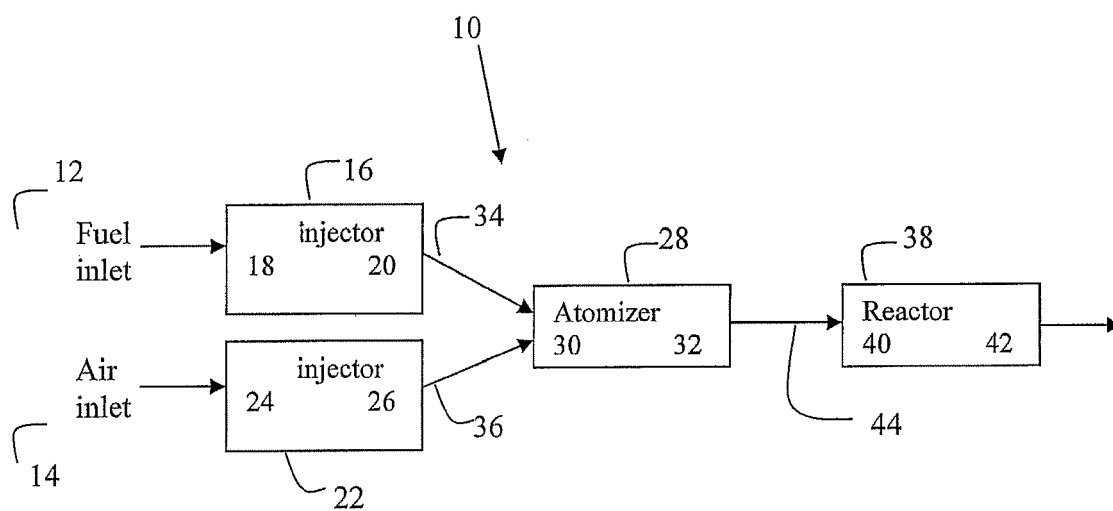 10
12
16
34
Fuel
inlet
injector
18 20
28
38
Atomizer
30 32
Reactor
40 42
Air
inlet
injector
24 26
36
44
14
22